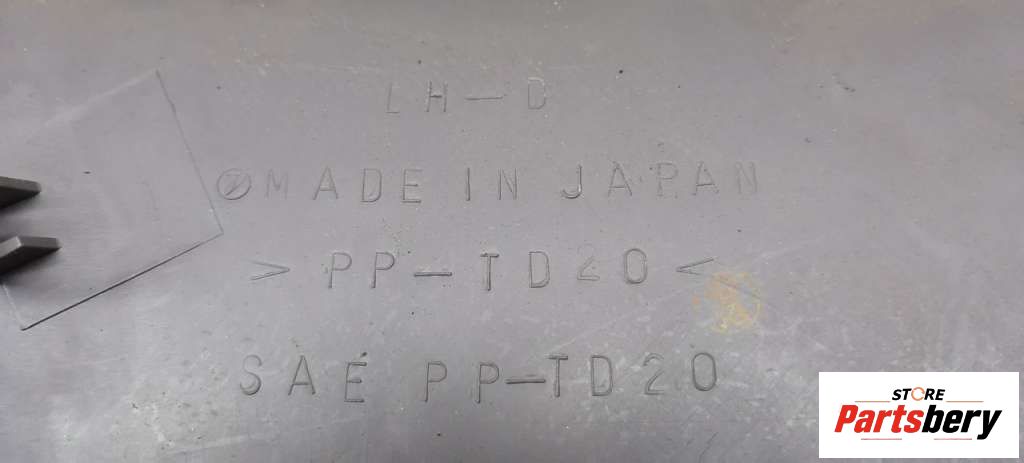 LH-D
MADE IN JAPAN
>PP-TD20<
SAE PP-TD20
STORE
Partsbery